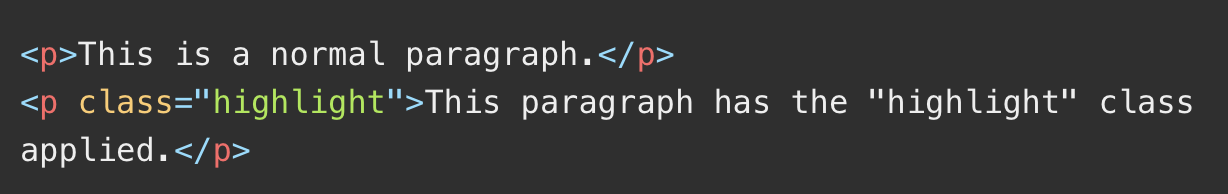 <p>This is a normal paragraph.</p>
<p class="highlight">This paragraph has the "highlight" class
applied.</p>